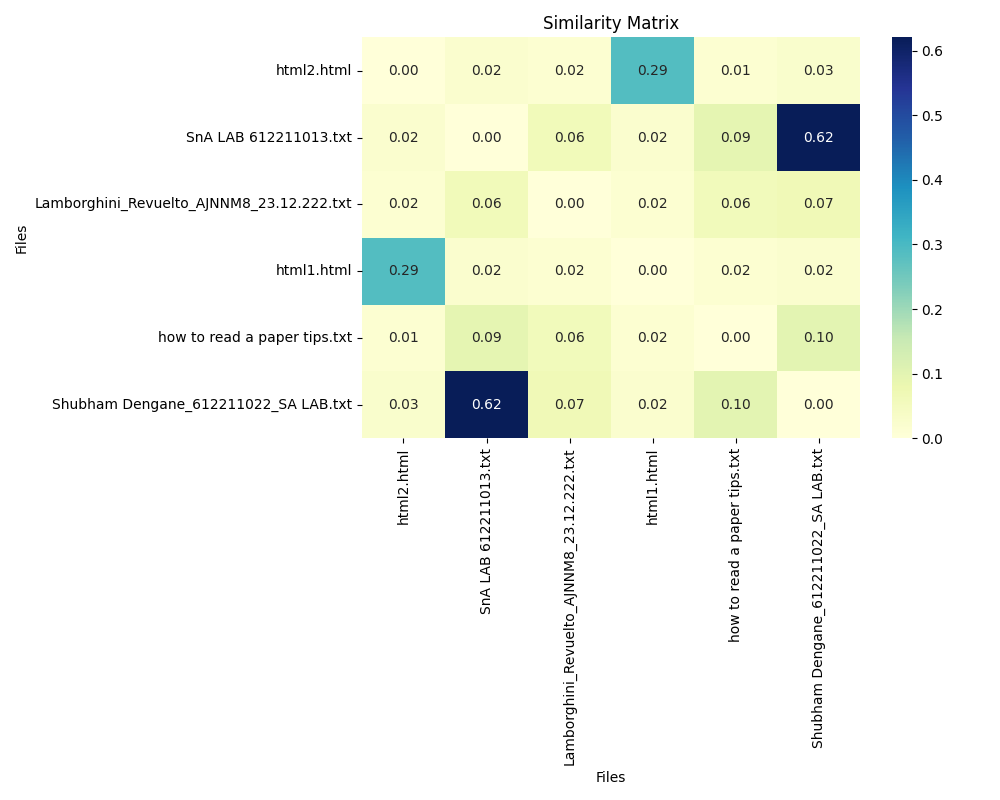 Similarity Matrix
html2.html 0.00 0.02 0.02 0.29 0.01 0.03
SnA LAB 612211013.txt 0.02 0.00 0.06 0.02 0.09 0.62
Lamborghini_Revuelto_AJNNM8_23.12.222.txt 0.02 0.06 0.00 0.02 0.06 0.07
html1.html 0.29 0.02 0.02 0.00 0.02 0.02
how to read a paper tips.txt 0.01 0.09 0.06 0.02 0.00 0.10
Shubham Dengane_612211022_SA LAB.txt 0.03 0.62 0.07 0.02 0.10 0.00
Files
html2.html
SnA LAB 612211013.txt
Lamborghini_Revuelto_AJNNM8_23.12.222.txt
html1.html
how to read a paper tips.txt
Shubham Dengane_612211022_SA LAB.txt
Files
0.6
0.5
0.4
0.3
0.2
0.1
0.0